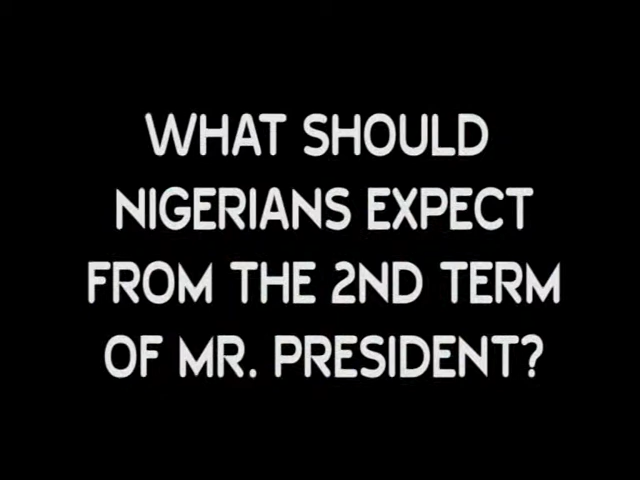 WHAT SHOULD
NIGERIANS EXPECT
FROM THE 2ND TERM
OF MR. PRESIDENT?